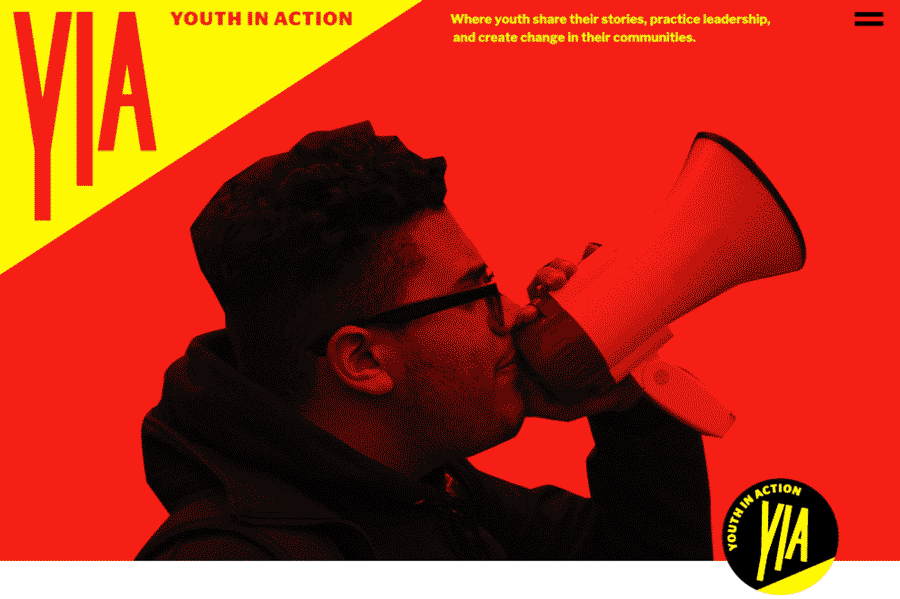 YIA
YOUTH IN ACTION
Where youth share their stories, practice leadership,
and create change in their communities.
YOUTH IN ACTION
YIA